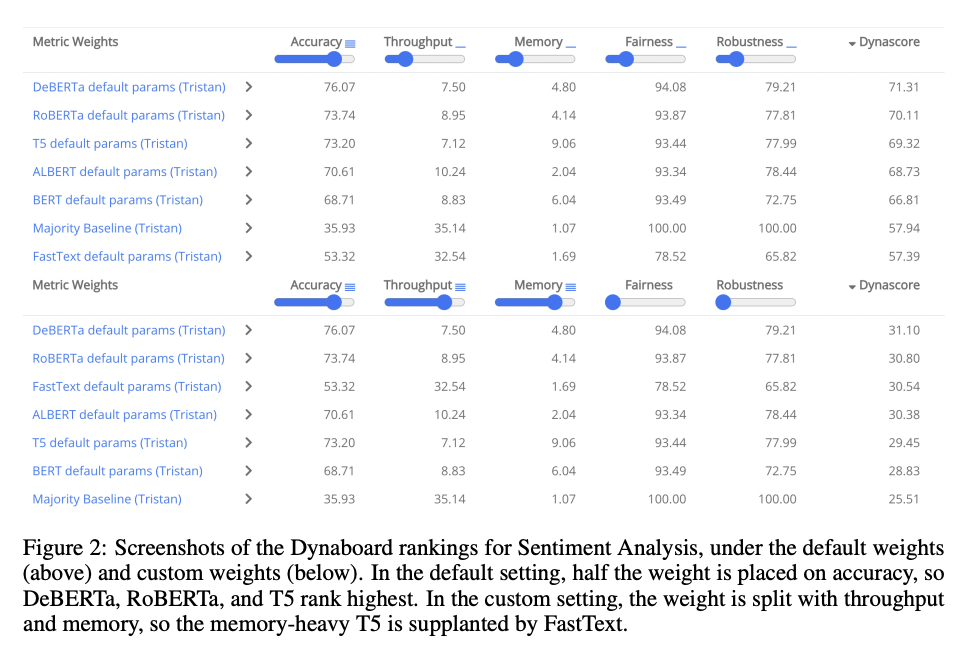 Metric Weights Accuracy Throughput Memory Fairness Robustness Dynascore
DeBERTa default params (Tristan) 76.07 7.50 4.80 94.08 79.21 71.31
RoBERTa default params (Tristan) 73.74 8.95 4.14 93.87 77.81 70.11
T5 default params (Tristan) 73.20 7.12 9.06 93.44 77.99 69.32
ALBERT default params (Tristan) 70.61 10.24 2.04 93.34 78.44 68.73
BERT default params (Tristan) 68.71 8.83 6.04 93.49 72.75 66.81
Majority Baseline (Tristan) 35.93 35.14 1.07 100.00 100.00 57.94
FastText default params (Tristan) 53.32 32.54 1.69 78.52 65.82 57.39
Metric Weights Accuracy Throughput Memory Fairness Robustness Dynascore
DeBERTa default params (Tristan) 76.07 7.50 4.80 94.08 79.21 31.10
RoBERTa default params (Tristan) 73.74 8.95 4.14 93.87 77.81 30.80
FastText default params (Tristan) 53.32 32.54 1.69 78.52 65.82 30.54
ALBERT default params (Tristan) 70.61 10.24 2.04 93.34 78.44 30.38
T5 default params (Tristan) 73.20 7.12 9.06 93.44 77.99 29.45
BERT default params (Tristan) 68.71 8.83 6.04 93.49 72.75 28.83
Majority Baseline (Tristan) 35.93 35.14 1.07 100.00 100.00 25.51
Figure 2: Screenshots of the Dynaboard rankings for Sentiment Analysis, under the default weights
(above) and custom weights (below). In the default setting, half the weight is placed on accuracy, so
DeBERTa, RoBERTa, and T5 rank highest. In the custom setting, the weight is split with throughput
and memory, so the memory-heavy T5 is supplanted by FastText.